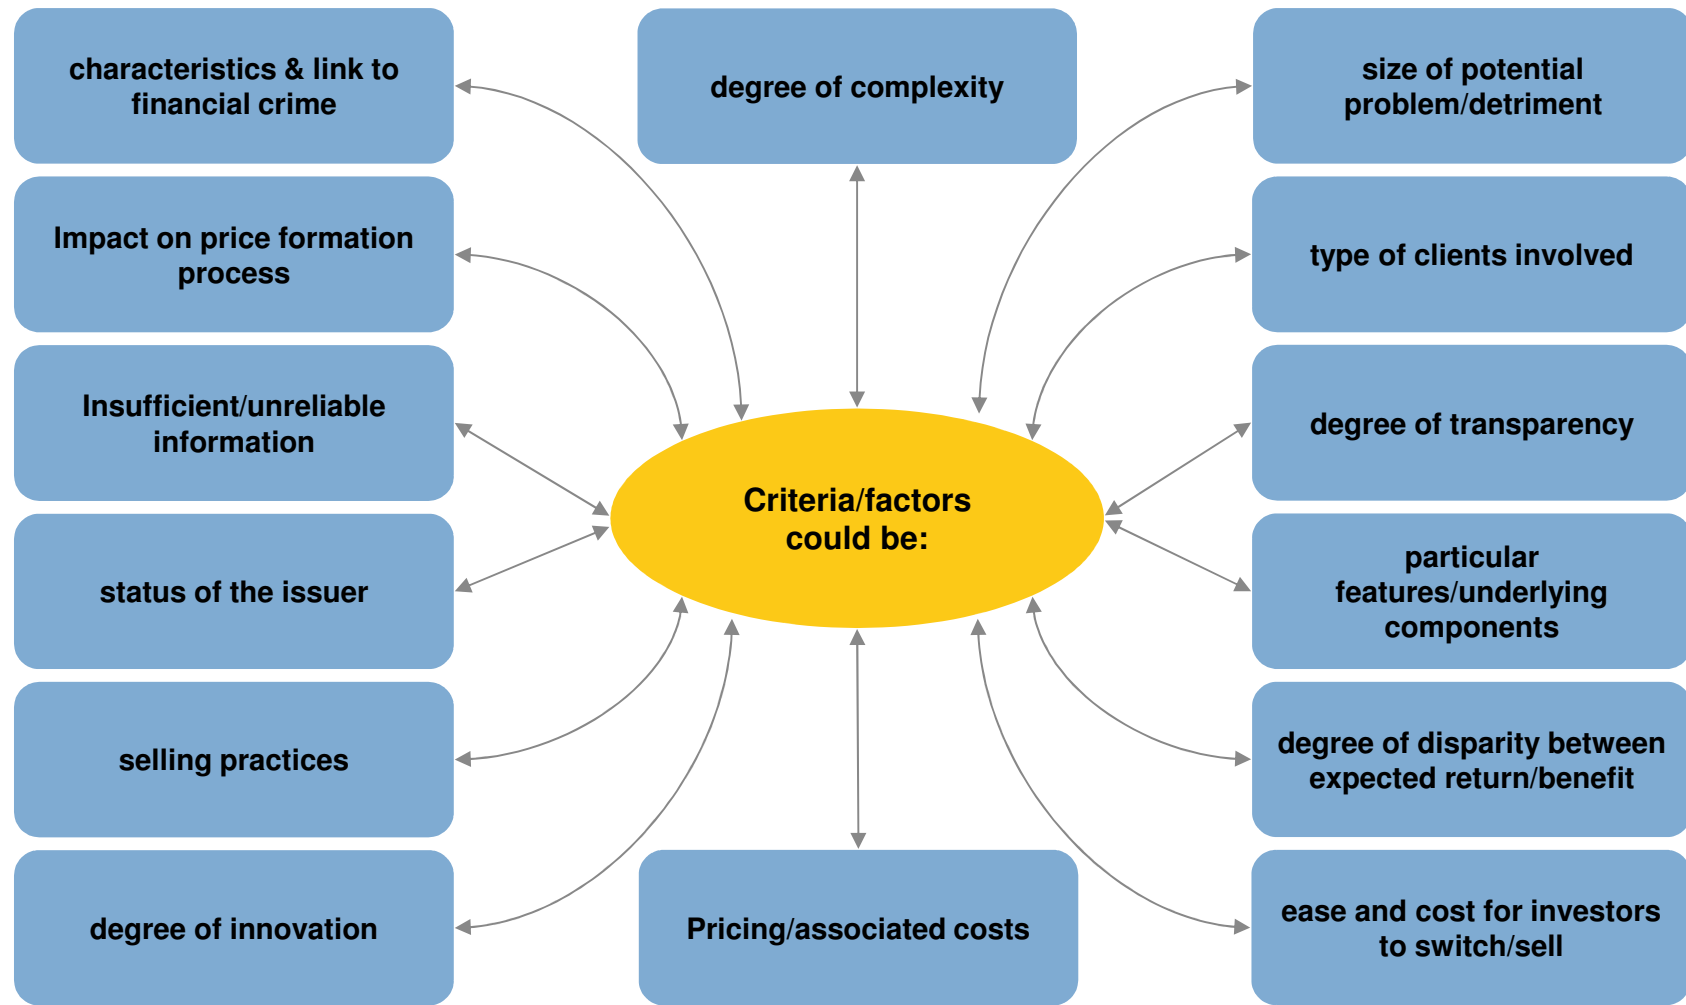 characteristics & link to
financial crime
degree of complexity
size of potential
problem/detriment
Impact on price formation
process
type of clients involved
Insufficient/unreliable
information
degree of transparency
Criteria/factors
could be:
status of the issuer
particular
features/underlying
components
selling practices
degree of disparity between
expected return/benefit
degree of innovation
Pricing/associated costs
ease and cost for investors
to switch/sell